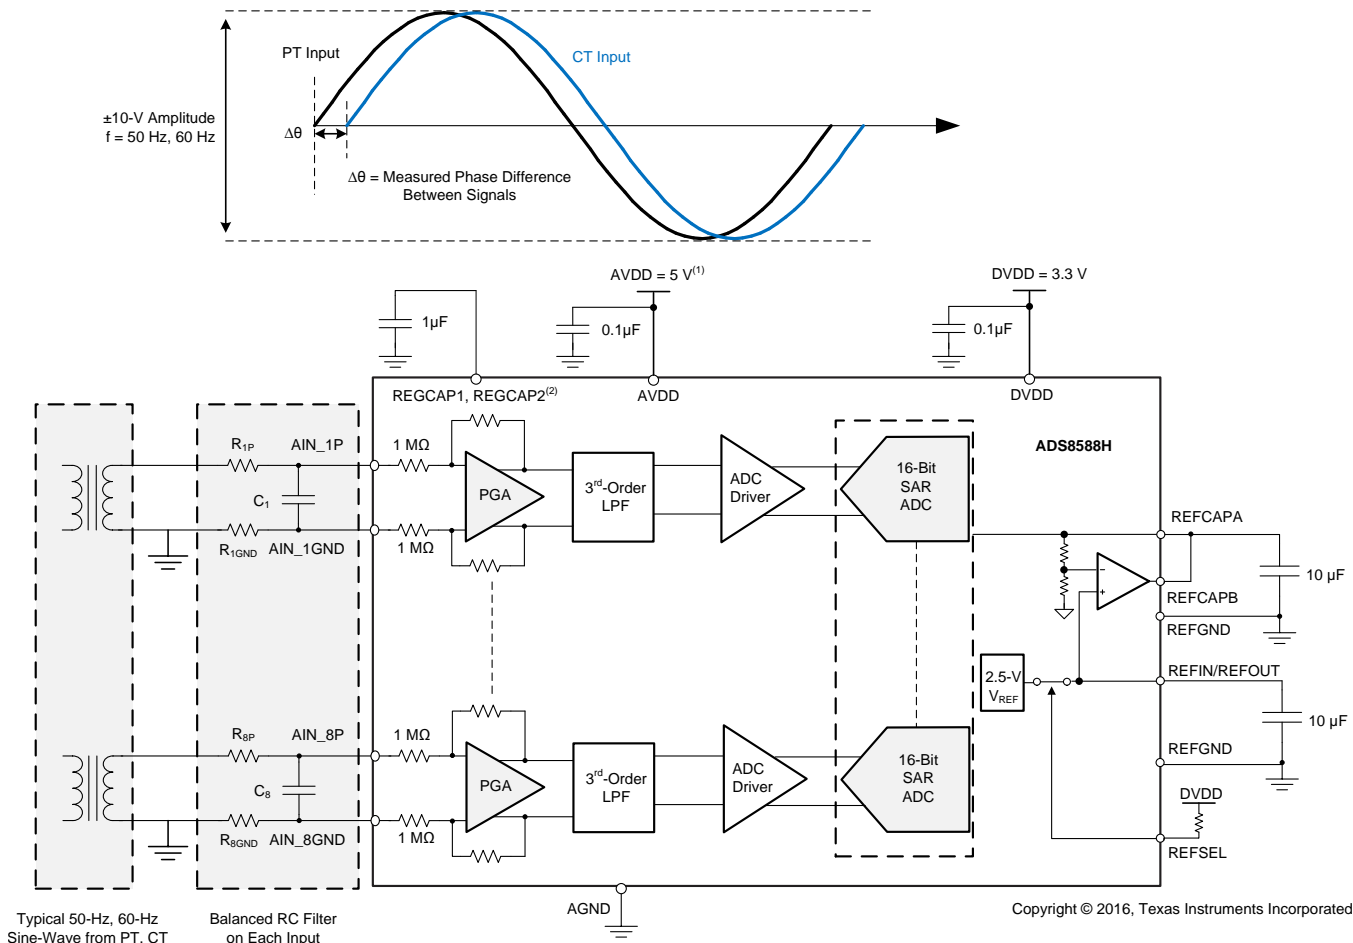 PT Input
CT Input
±10-V Amplitude
f = 50 Hz, 60 Hz
Δθ
Δθ = Measured Phase Difference
Between Signals
AVDD = 5 V(1)
DVDD = 3.3 V
1µF
0.1µF
0.1µF
REGCAP1, REGCAP2(2)
AVDD
DVDD
ADS8588H
R1P
AIN_1P
1 MΩ
C1
PGA
3rd-Order
LPF
ADC
Driver
16-Bit
SAR
ADC
R1GND
AIN_1GND
1 MΩ
REFCAPA
10 µF
REFCAPB
REFGND
2.5-V
VREF
REFIN/REFOUT
10 µF
REFGND
R8P
AIN_8P
1 MΩ
C8
PGA
3rd-Order
LPF
ADC
Driver
16-Bit
SAR
ADC
R8GND
AIN_8GND
1 MΩ
DVDD
REFSEL
AGND
Copyright © 2016, Texas Instruments Incorporated
Typical 50-Hz, 60-Hz
Sine-Wave from PT, CT
Balanced RC Filter
on Each Input